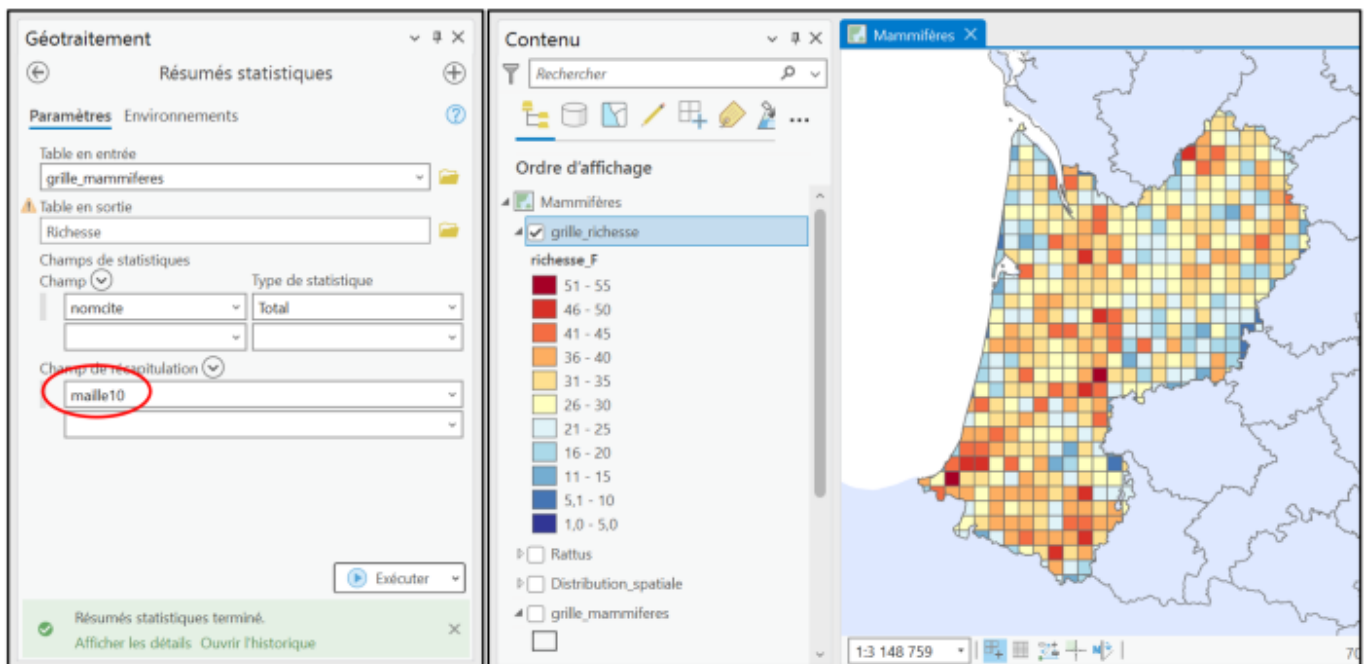 Géotraitement
Résumés statistiques
Paramètres Environnements
Table en entrée
grille_mammiferes
Table en sortie
Richesse
Champs de statistiques
Champ Type de statistique
nomcite Total
Champ de récapitulation
maille10
Exécuter
Résumés statistiques terminé.
Afficher les détails Ouvrir l'historique
Contenu
Rechercher
Ordre d'affichage
Mammifères
grille_richesse
richesse_F
51 - 55
46 - 50
41 - 45
36 - 40
31 - 35
26 - 30
21 - 25
16 - 20
11 - 15
5,1 - 10
1,0 - 5,0
Rattus
Distribution_spatiale
grille_mammiferes
Mammifères
1:3 148 759
70